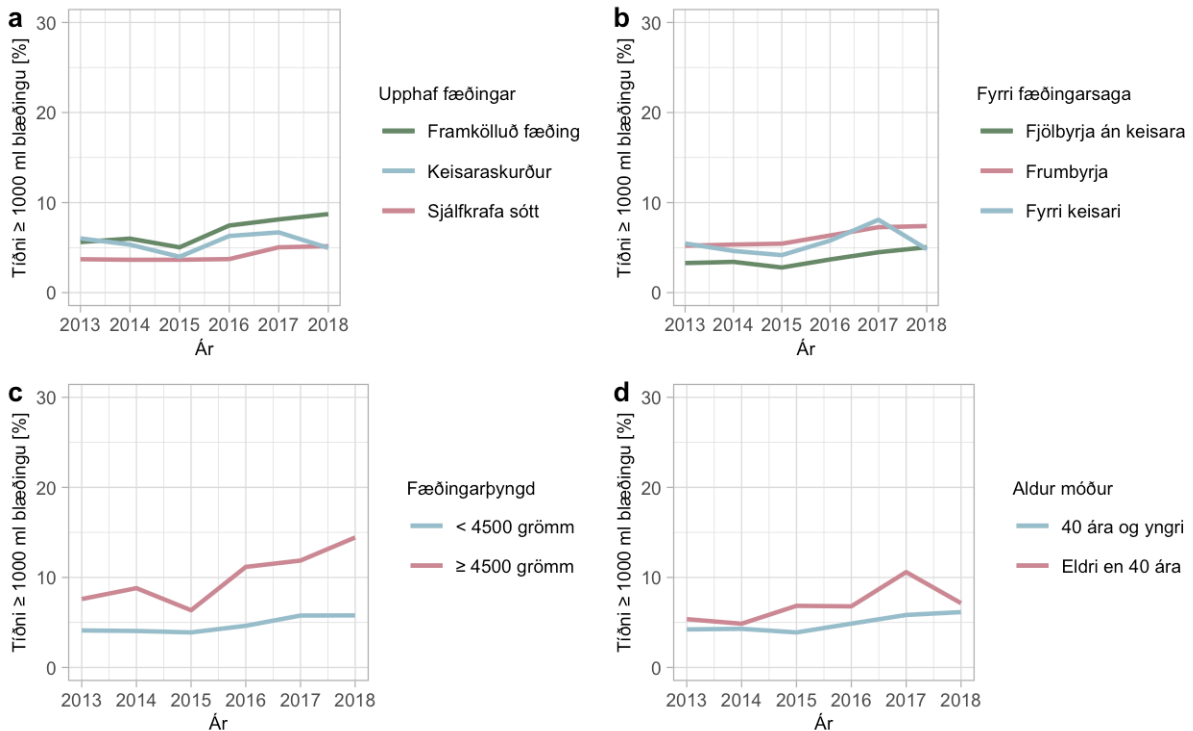 a
Tíðni ≥ 1000 ml blæðingu [%]
30
20
10
0
2013 2014 2015 2016 2017 2018
Ár
Upphaf fæðingar
Framkölluð fæðing
Keisaraskurður
Sjálfkrafa sótt
b
Tíðni ≥ 1000 ml blæðingu [%]
30
20
10
0
2013 2014 2015 2016 2017 2018
Ár
Fyrri fæðingarsaga
Fjölbyrja án keisara
Frumbyrja
Fyrri keisari
c
Tíðni ≥ 1000 ml blæðingu [%]
30
20
10
0
2013 2014 2015 2016 2017 2018
Ár
Fæðingarþyngd
< 4500 grömm
≥ 4500 grömm
d
Tíðni ≥ 1000 ml blæðingu [%]
30
20
10
0
2013 2014 2015 2016 2017 2018
Ár
Aldur móður
40 ára og yngri
Eldri en 40 ára